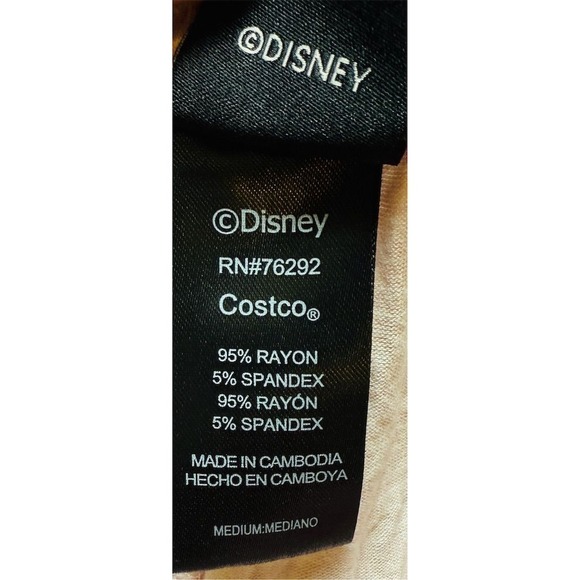 ©DISNEY
©Disney
RN#76292
Costco®
95% RAYON
5% SPANDEX
95% RAYÓN
5% SPANDEX
MADE IN CAMBODIA
HECHO EN CAMBOYA
MEDIUM:MEDIANO